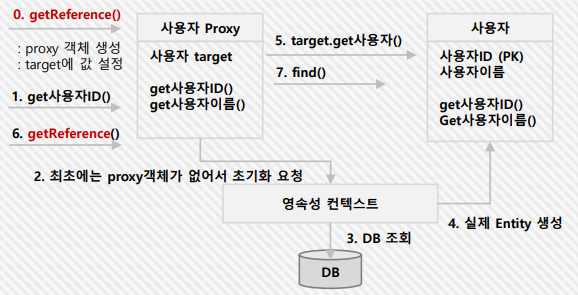 0. getReference()
: proxy 객체 생성
: target에 값 설정
1. get사용자ID()
6. getReference()
사용자 Proxy
사용자 target
get사용자ID()
get사용자이름()
5. target.get사용자()
7. find()
사용자
사용자ID (PK)
사용자이름
get사용자ID()
Get사용자이름()
2. 최초에는 proxy객체가 없어서 초기화 요청
영속성 컨텍스트
4. 실제 Entity 생성
3. DB 조회
DB